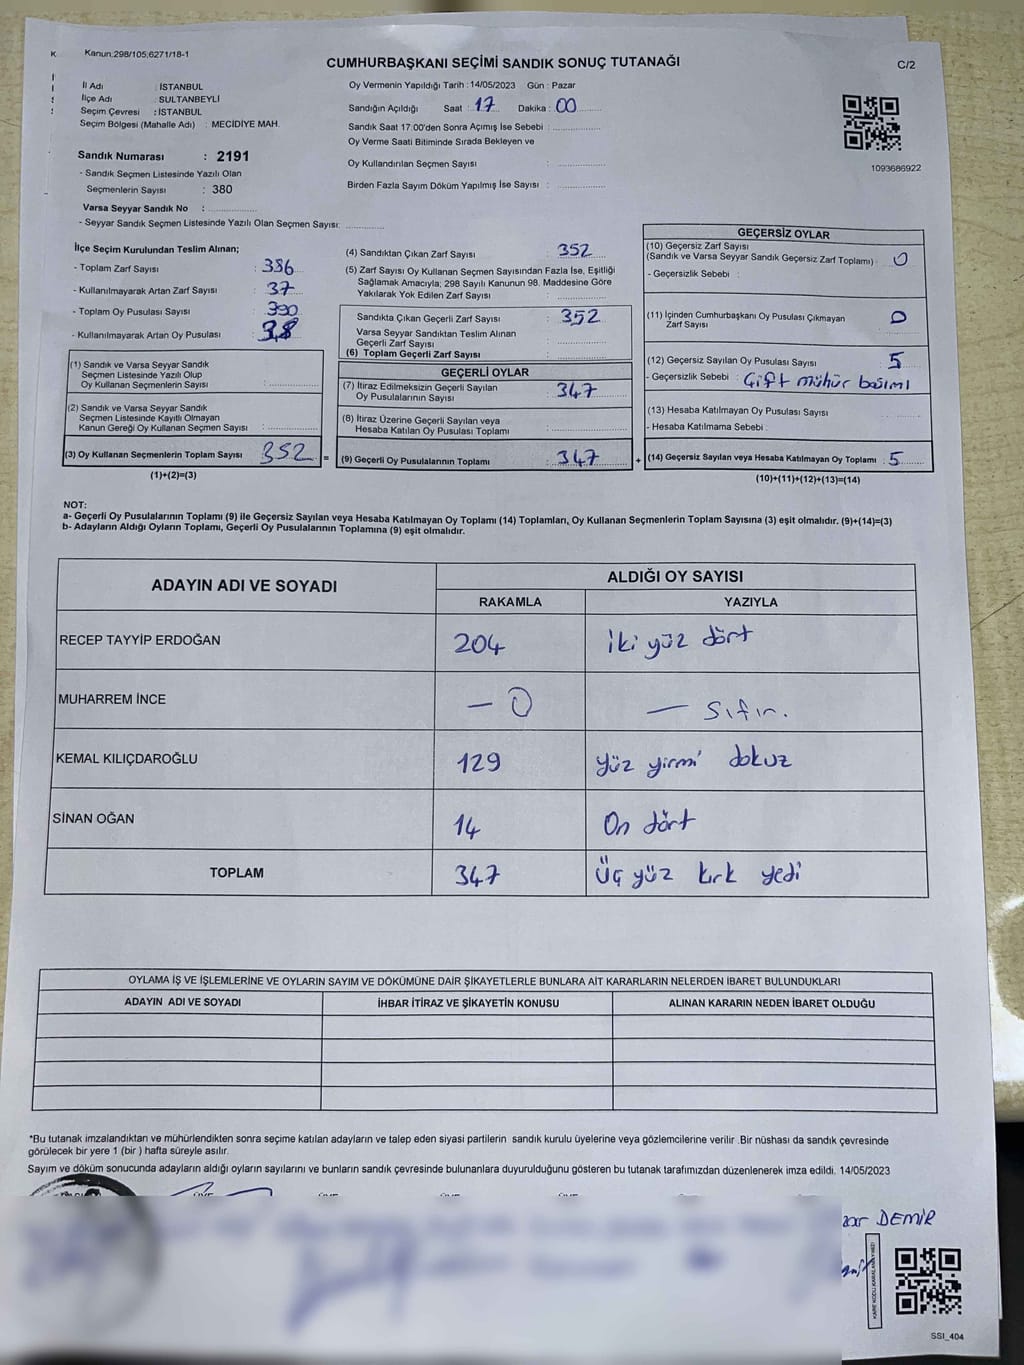 Kanun:298/105;6271/18-1
CUMHURBAŞKANI SEÇİMİ SANDIK SONUÇ TUTANAĞI
C/2
İl Adı : İSTANBUL
İlçe Adı : SULTANBEYLİ
Seçim Çevresi : İSTANBUL
Seçim Bölgesi (Mahalle Adı) : MECİDİYE MAH.
Sandık Numarası : 2191
- Sandık Seçmen Listesinde Yazılı Olan
Seçmenlerin Sayısı : 380
Varsa Seyyar Sandık No :
- Seyyar Sandık Seçmen Listesinde Yazılı Olan Seçmen Sayısı:
Oy Vermenin Yapıldığı Tarih : 14/05/2023 Gün : Pazar
Sandığın Açıldığı Saat : 17 Dakika : 00
Sandık Saat 17:00'den Sonra Açımış İse Sebebi :
Oy Verme Saati Bitiminde Sırada Bekleyen ve
Oy Kullandırılan Seçmen Sayısı :
Birden Fazla Sayım Döküm Yapılmış İse Sayısı :
1093686922
İlçe Seçim Kurulundan Teslim Alınan;
- Toplam Zarf Sayısı : 386
- Kullanılmayarak Artan Zarf Sayısı : 37
- Toplam Oy Pusulası Sayısı : 390
- Kullanılmayarak Artan Oy Pusulası : 38
(1) Sandık ve Varsa Seyyar Sandık
Seçmen Listesinde Yazılı Olup
Oy Kullanan Seçmenlerin Sayısı :
(2) Sandık ve Varsa Seyyar Sandık
Seçmen Listesinde Kayıtlı Olmayan
Kanun Gereği Oy Kullanan Seçmen Sayısı :
(3) Oy Kullanan Seçmenlerin Toplam Sayısı 352 =
(1)+(2)=(3)
(4) Sandıktan Çıkan Zarf Sayısı : 352
(5) Zarf Sayısı Oy Kullanan Seçmen Sayısından Fazla İse, Eşitliği
Sağlamak Amacıyla; 298 Sayılı Kanunun 98. Maddesine Göre
Yakılarak Yok Edilen Zarf Sayısı :
Sandıkta Çıkan Geçerli Zarf Sayısı : 352
Varsa Seyyar Sandıktan Teslim Alınan
Geçerli Zarf Sayısı :
(6) Toplam Geçerli Zarf Sayısı :
GEÇERLİ OYLAR
(7) İtiraz Edilmeksizin Geçerli Sayılan
Oy Pusulalarının Sayısı : 347
(8) İtiraz Üzerine Geçerli Sayılan veya
Hesaba Katılan Oy Pusulası Toplamı :
(9) Geçerli Oy Pusulalarının Toplamı : 347 +
GEÇERSİZ OYLAR
(10) Geçersiz Zarf Sayısı
(Sandık ve Varsa Seyyar Sandık Geçersiz Zarf Toplamı) : 0
- Geçersizlik Sebebi :
(11) İçinden Cumhurbaşkanı Oy Pusulası Çıkmayan
Zarf Sayısı : 0
(12) Geçersiz Sayılan Oy Pusulası Sayısı : 5
- Geçersizlik Sebebi : Çift mühür basımı
(13) Hesaba Katılmayan Oy Pusulası Sayısı :
- Hesaba Katılmama Sebebi :
(14) Geçersiz Sayılan veya Hesaba Katılmayan Oy Toplamı : 5
(10)+(11)+(12)+(13)=(14)
NOT:
a- Geçerli Oy Pusulalarının Toplamı (9) ile Geçersiz Sayılan veya Hesaba Katılmayan Oy Toplamı (14) Toplamları, Oy Kullanan Seçmenlerin Toplam Sayısına (3) eşit olmalıdır. (9)+(14)=(3)
b- Adayların Aldığı Oyların Toplamı, Geçerli Oy Pusulalarının Toplamına (9) eşit olmalıdır.
ADAYIN ADI VE SOYADI
ALDIĞI OY SAYISI
RAKAMLA YAZIYLA
RECEP TAYYİP ERDOĞAN 204 iki yüz dört
MUHARREM İNCE - 0 - sıfır.
KEMAL KILIÇDAROĞLU 129 yüz yirmi dokuz
SİNAN OĞAN 14 On dört
TOPLAM 347 Üç yüz kırk yedi
OYLAMA İŞ VE İŞLEMLERİNE VE OYLARIN SAYIM VE DÖKÜMÜNE DAİR ŞİKAYETLERLE BUNLARA AİT KARARLARIN NELERDEN İBARET BULUNDUKLARI
ADAYIN ADI VE SOYADI İHBAR İTİRAZ VE ŞİKAYETİN KONUSU ALINAN KARARIN NEDEN İBARET OLDUĞU
*Bu tutanak imzalandıktan ve mühürlendikten sonra seçime katılan adayların ve talep eden siyasi partilerin sandık kurulu üyelerine veya gözlemcilerine verilir .Bir nüshası da sandık çevresinde
görülecek bir yere 1 (bir ) hafta süreyle asılır.
Sayım ve döküm sonucunda adayların aldığı oyların sayılarını ve bunların sandık çevresinde bulunanlara duyurulduğunu gösteren bu tutanak tarafımızdan düzenlenerek imza edildi. 14/05/2023
DEMİR
KARE KODU KARALAMAYINIZ!
SSI_404